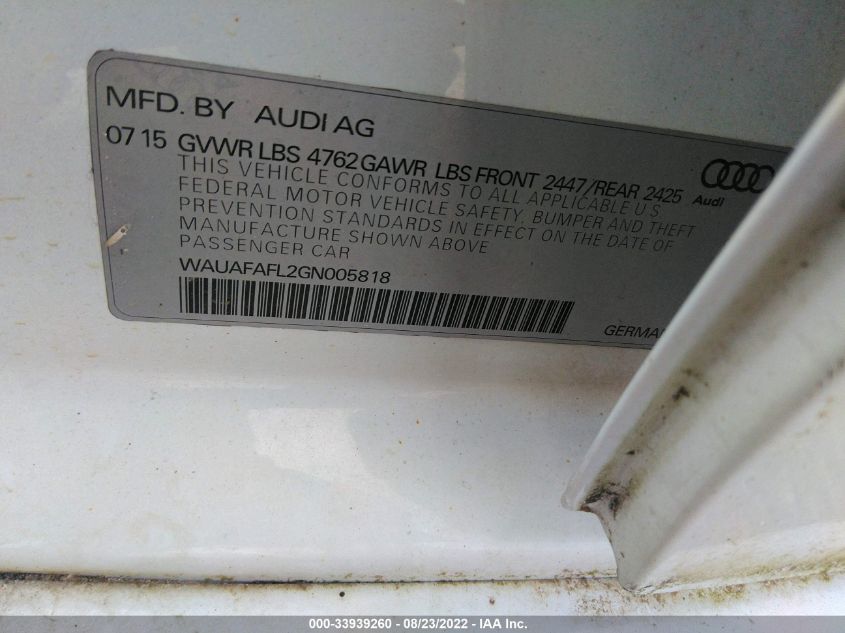 MFD. BY AUDI AG
07 15 GVWR LBS 4762 GAWR LBS FRONT 2447/REAR 2425
THIS VEHICLE CONFORMS TO ALL APPLICABLE U S
FEDERAL MOTOR VEHICLE SAFETY, BUMPER AND THEFT
PREVENTION STANDARDS IN EFFECT ON THE DATE OF
MANUFACTURE SHOWN ABOVE
PASSENGER CAR
Audi
WAUAFAFL2GN005818
GERMAN
000-33939260 - 08/23/2022 - IAA Inc.